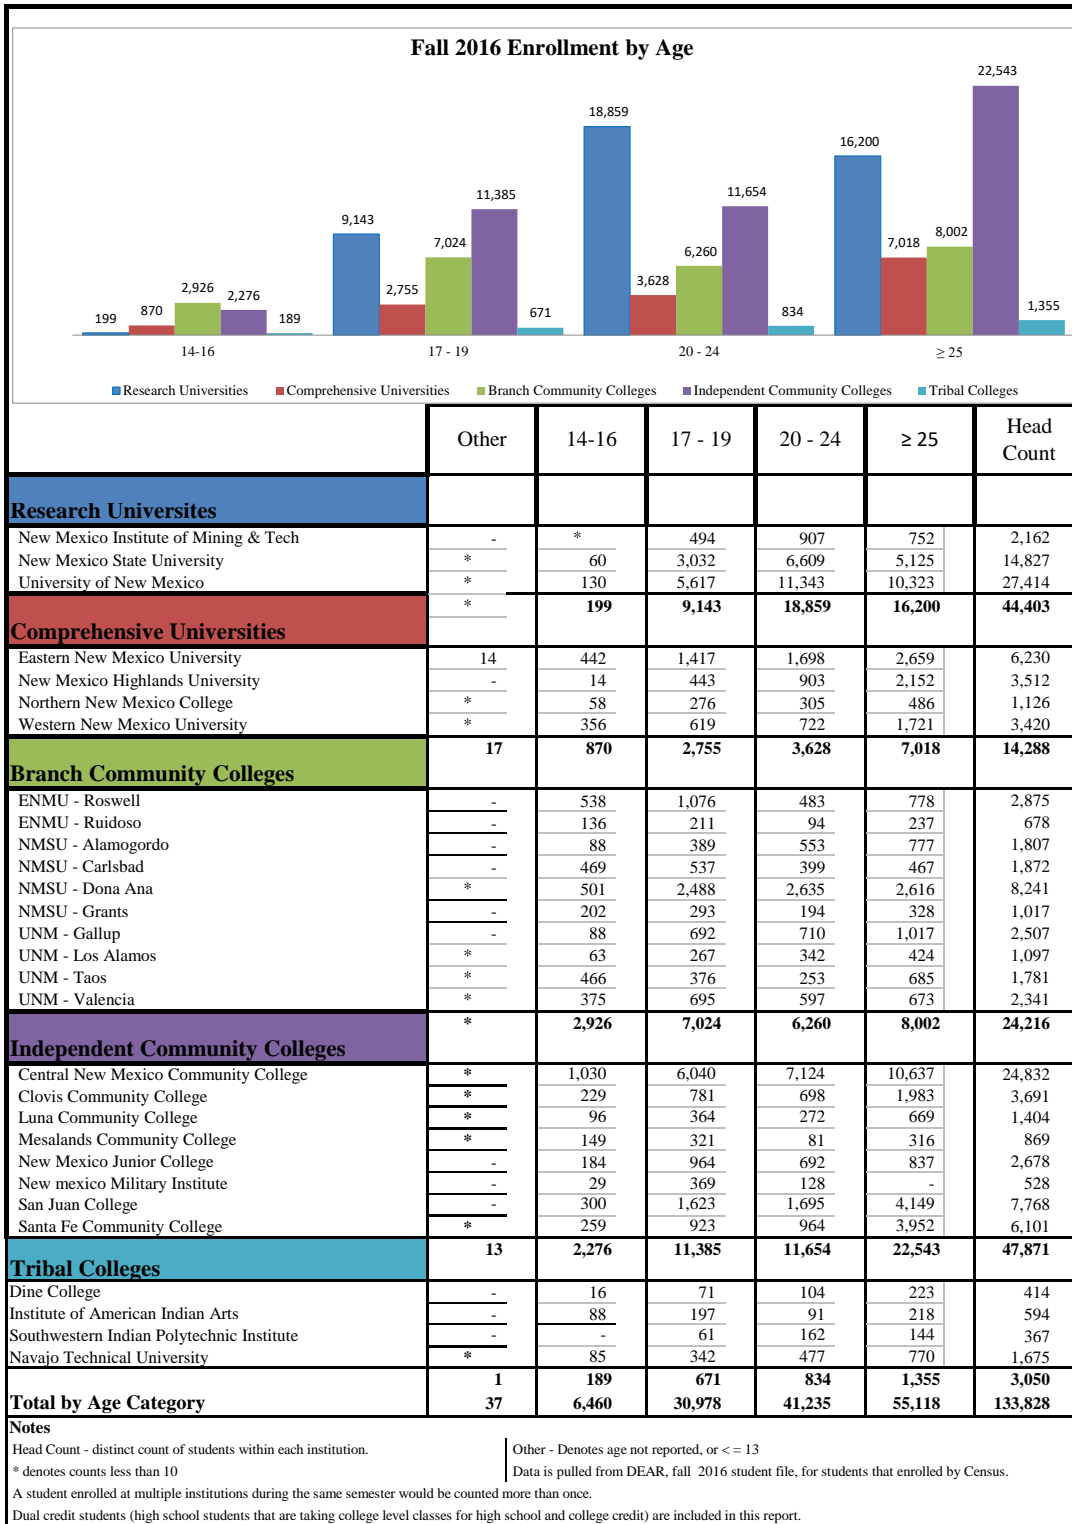 Fall 2016 Enrollment by Age
22,543
18,859
16,200
11,385
11,654
9,143
7,024
8,002
7,018
6,260
3,628
2,926
2,755
2,276
870
199
189
671
834
1,355
14-16 17 - 19 20 - 24 ≥ 25
Research Universities Comprehensive Universities Branch Community Colleges Independent Community Colleges Tribal Colleges
Other 14-16 17 - 19 20 - 24 ≥ 25 Head Count
Research Universites
New Mexico Institute of Mining & Tech - * 494 907 752 2,162
New Mexico State University * 60 3,032 6,609 5,125 14,827
University of New Mexico * 130 5,617 11,343 10,323 27,414
* 199 9,143 18,859 16,200 44,403
Comprehensive Universities
Eastern New Mexico University 14 442 1,417 1,698 2,659 6,230
New Mexico Highlands University - 14 443 903 2,152 3,512
Northern New Mexico College * 58 276 305 486 1,126
Western New Mexico University * 356 619 722 1,721 3,420
17 870 2,755 3,628 7,018 14,288
Branch Community Colleges
ENMU - Roswell - 538 1,076 483 778 2,875
ENMU - Ruidoso - 136 211 94 237 678
NMSU - Alamogordo - 88 389 553 777 1,807
NMSU - Carlsbad - 469 537 399 467 1,872
NMSU - Dona Ana * 501 2,488 2,635 2,616 8,241
NMSU - Grants - 202 293 194 328 1,017
UNM - Gallup - 88 692 710 1,017 2,507
UNM - Los Alamos * 63 267 342 424 1,097
UNM - Taos * 466 376 253 685 1,781
UNM - Valencia * 375 695 597 673 2,341
* 2,926 7,024 6,260 8,002 24,216
Independent Community Colleges
Central New Mexico Community College * 1,030 6,040 7,124 10,637 24,832
Clovis Community College * 229 781 698 1,983 3,691
Luna Community College * 96 364 272 669 1,404
Mesalands Community College * 149 321 81 316 869
New Mexico Junior College - 184 964 692 837 2,678
New mexico Military Institute - 29 369 128 - 528
San Juan College - 300 1,623 1,695 4,149 7,768
Santa Fe Community College * 259 923 964 3,952 6,101
13 2,276 11,385 11,654 22,543 47,871
Tribal Colleges
Dine College - 16 71 104 223 414
Institute of American Indian Arts - 88 197 91 218 594
Southwestern Indian Polytechnic Institute - - 61 162 144 367
Navajo Technical University * 85 342 477 770 1,675
1 189 671 834 1,355 3,050
Total by Age Category 37 6,460 30,978 41,235 55,118 133,828
Notes
Head Count - distinct count of students within each institution. Other - Denotes age not reported, or < = 13
* denotes counts less than 10 Data is pulled from DEAR, fall 2016 student file, for students that enrolled by Census.
A student enrolled at multiple institutions during the same semester would be counted more than once.
Dual credit students (high school students that are taking college level classes for high school and college credit) are included in this report.